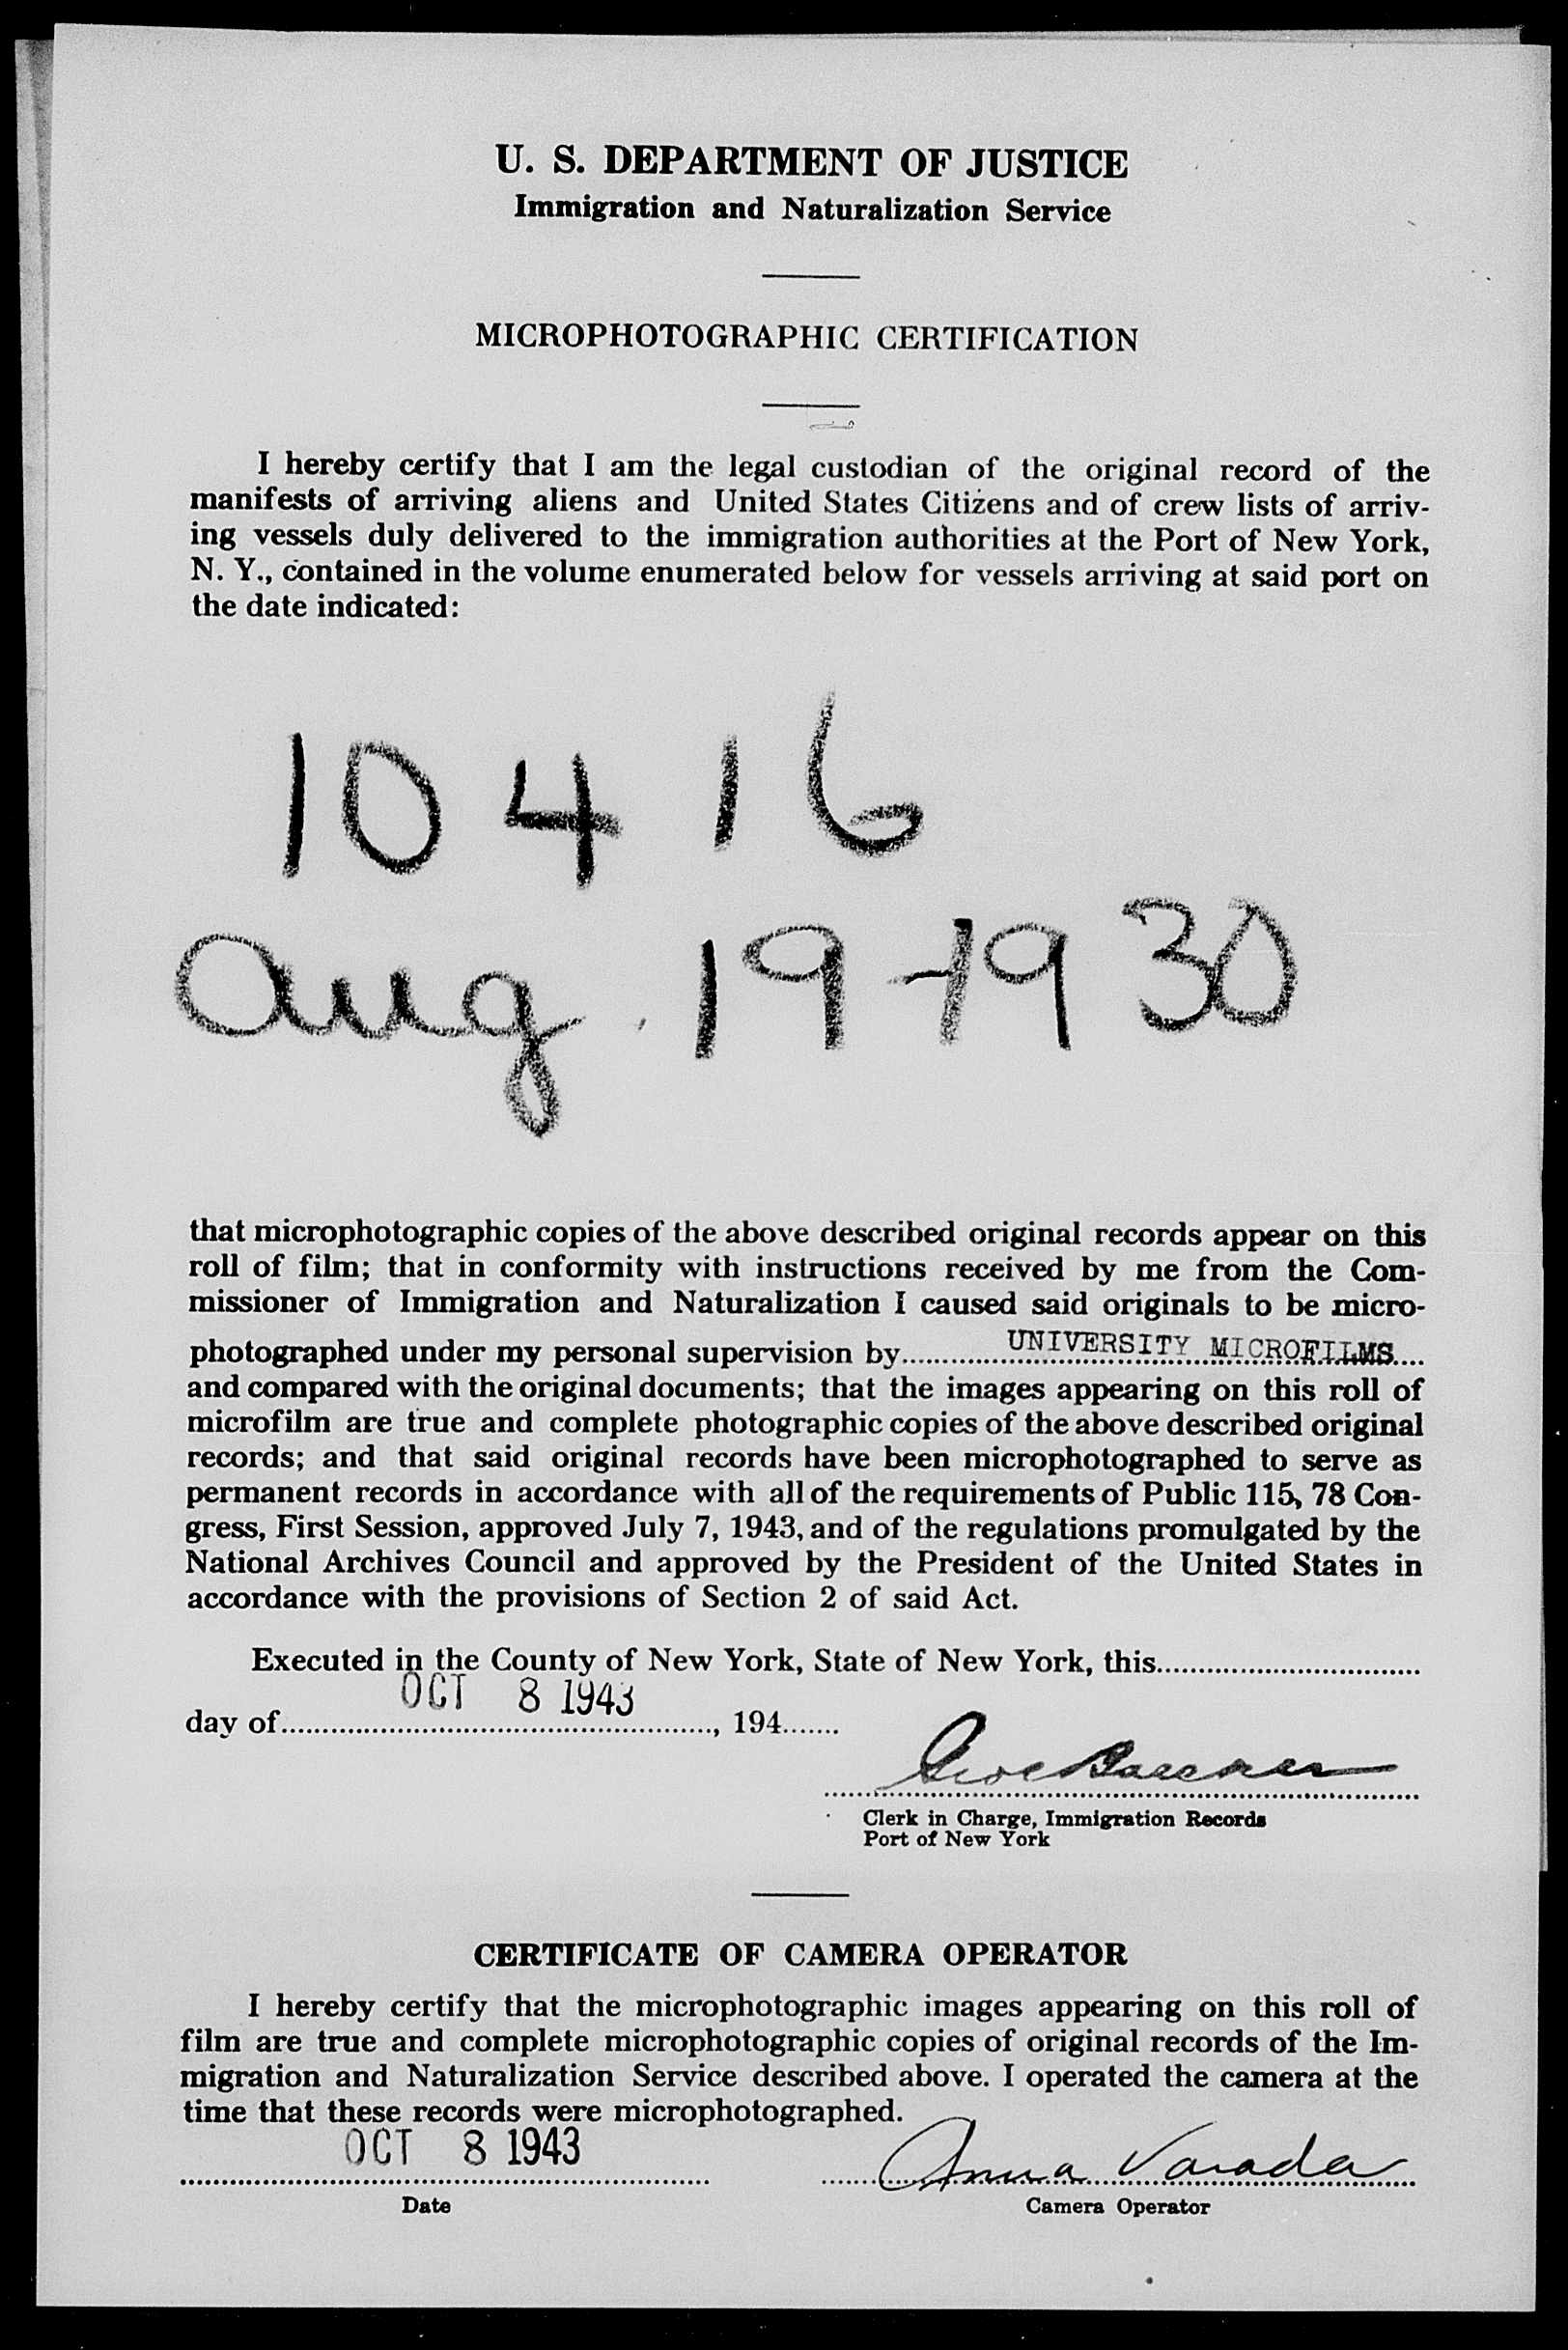 U. S. DEPARTMENT OF JUSTICE
Immigration and Naturalization Service
MICROPHOTOGRAPHIC CERTIFICATION
I hereby certify that I am the legal custodian of the original record of the
manifests of arriving aliens and United States Citizens and of crew lists of arriv-
ing vessels duly delivered to the immigration authorities at the Port of New York,
N. Y., contained in the volume enumerated below for vessels arriving at said port on
the date indicated:
10416
Aug. 19-1930
that microphotographic copies of the above described original records appear on this
roll of film; that in conformity with instructions received by me from the Com-
missioner of Immigration and Naturalization I caused said originals to be micro-
photographed under my personal supervision by UNIVERSITY MICROFILMS
and compared with the original documents; that the images appearing on this roll of
microfilm are true and complete photographic copies of the above described original
records; and that said original records have been microphotographed to serve as
permanent records in accordance with all of the requirements of Public 115, 78 Con-
gress, First Session, approved July 7, 1943, and of the regulations promulgated by the
National Archives Council and approved by the President of the United States in
accordance with the provisions of Section 2 of said Act.
Executed in the County of New York, State of New York, this
OCT 8 1943
day of, 194
Clerk in Charge, Immigration Records
Port of New York
CERTIFICATE OF CAMERA OPERATOR
I hereby certify that the microphotographic images appearing on this roll of
film are true and complete microphotographic copies of original records of the Im-
migration and Naturalization Service described above. I operated the camera at the
time that these records were microphotographed.
OCT 8 1943 Anna Varada
Date Camera Operator